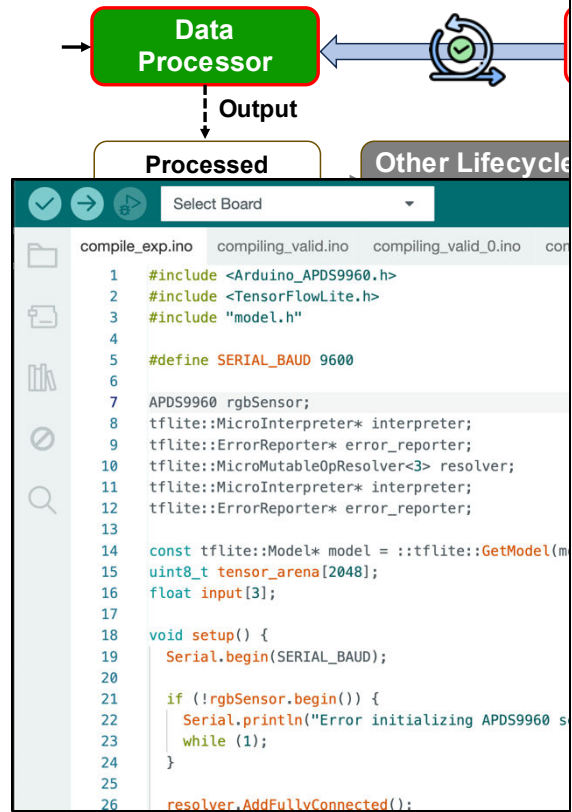 Data
Processor
Output
Processed
Other Lifecycle
Select Board
compile_exp.ino compiling_valid.ino compiling_valid_0.ino com
1 #include <Arduino_APDS9960.h>
2 #include <TensorFlowLite.h>
3 #include "model.h"
4
5 #define SERIAL_BAUD 9600
6
7 APDS9960 rgbSensor;
8 tflite::MicroInterpreter* interpreter;
9 tflite::ErrorReporter* error_reporter;
10 tflite::MicroMutableOpResolver<3> resolver;
11 tflite::MicroInterpreter* interpreter;
12 tflite::ErrorReporter* error_reporter;
13
14 const tflite::Model* model = ::tflite::GetModel(m
15 uint8_t tensor_arena[2048];
16 float input[3];
17
18 void setup() {
19 Serial.begin(SERIAL_BAUD);
20
21 if (!rgbSensor.begin()) {
22 Serial.println("Error initializing APDS9960 s
23 while (1);
24 }
25
26 resolver.AddFullyConnected();